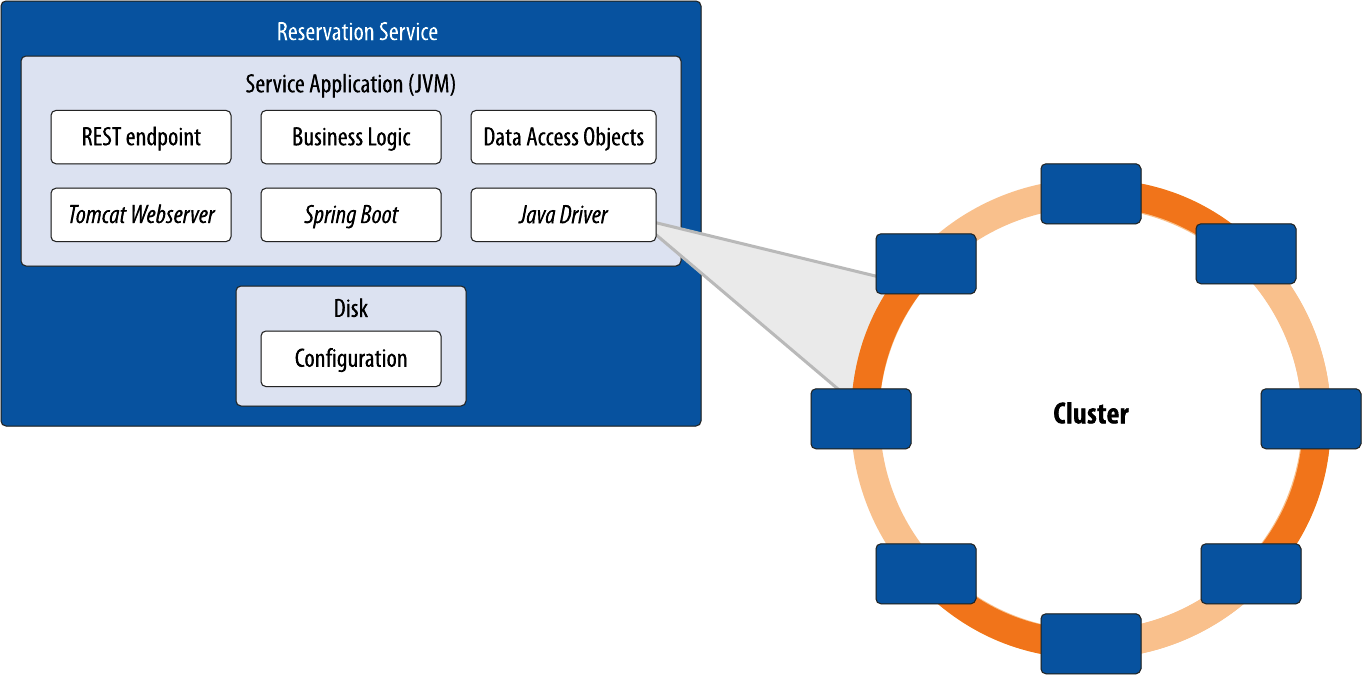 Reservation Service
Service Application (JVM)
REST endpoint
Business Logic
Data Access Objects
Tomcat Webserver
Spring Boot
Java Driver
Disk
Configuration
Cluster